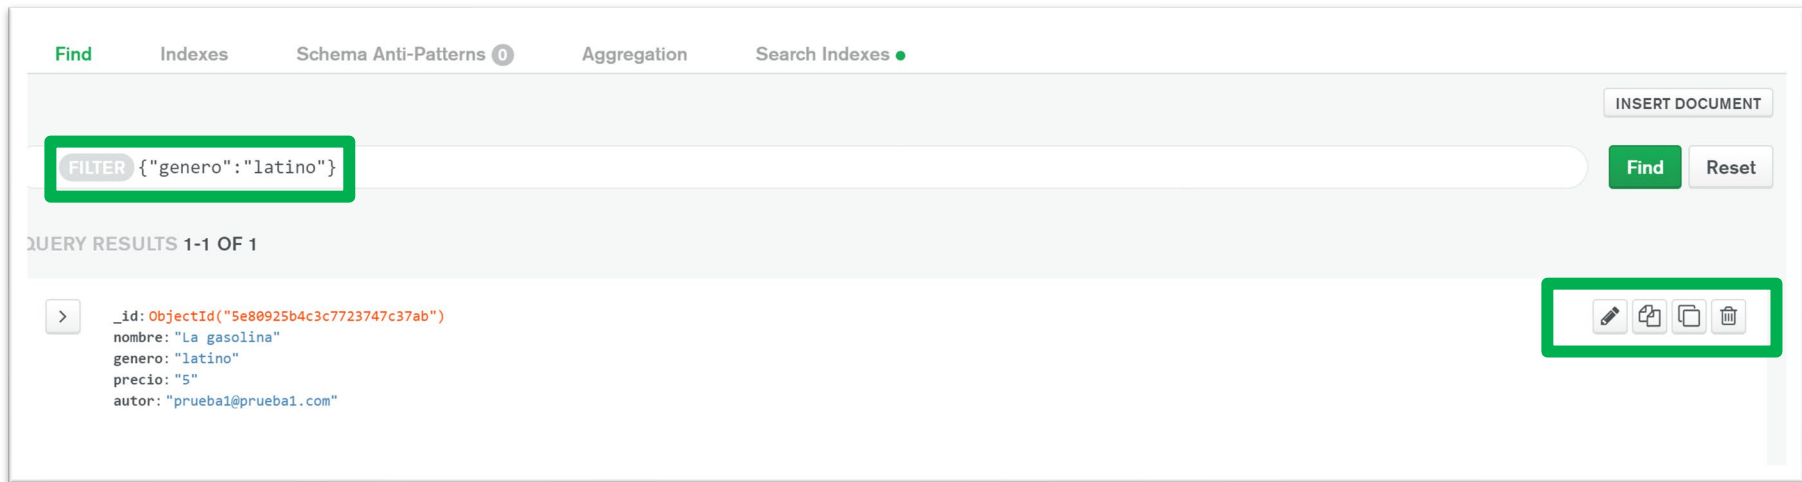 Find Indexes Schema Anti-Patterns 0 Aggregation Search Indexes
INSERT DOCUMENT
FILTER {"genero":"latino"} Find Reset
QUERY RESULTS 1-1 OF 1
_id: ObjectId("5e80925b4c3c7723747c37ab")
nombre: "La gasolina"
genero: "latino"
precio: "5"
autor: "prueba1@prueba1.com"